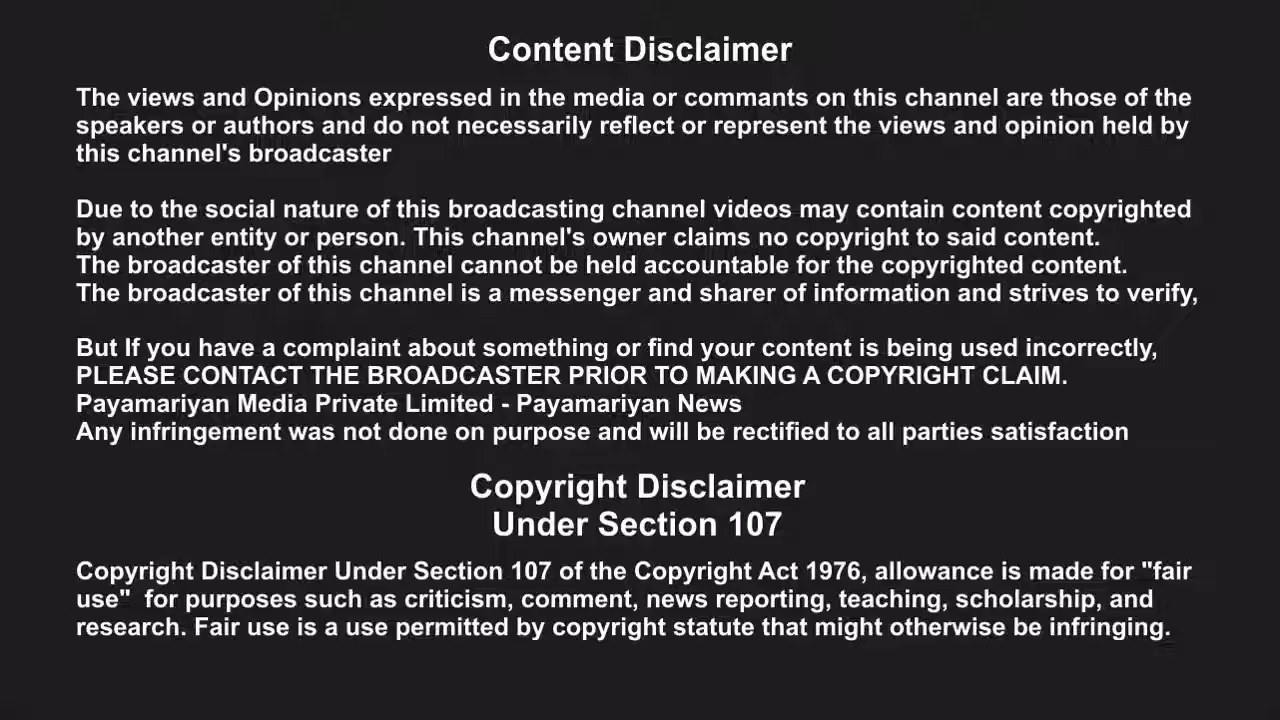 Content Disclaimer
The views and Opinions expressed in the media or commants on this channel are those of the
speakers or authors and do not necessarily reflect or represent the views and opinion held by
this channel's broadcaster
Due to the social nature of this broadcasting channel videos may contain content copyrighted
by another entity or person. This channel's owner claims no copyright to said content.
The broadcaster of this channel cannot be held accountable for the copyrighted content.
The broadcaster of this channel is a messenger and sharer of information and strives to verify,
But If you have a complaint about something or find your content is being used incorrectly,
PLEASE CONTACT THE BROADCASTER PRIOR TO MAKING A COPYRIGHT CLAIM.
Payamariyan Media Private Limited - Payamariyan News
Any infringement was not done on purpose and will be rectified to all parties satisfaction
Copyright Disclaimer
Under Section 107
Copyright Disclaimer Under Section 107 of the Copyright Act 1976, allowance is made for "fair
use"  for purposes such as criticism, comment, news reporting, teaching, scholarship, and
research. Fair use is a use permitted by copyright statute that might otherwise be infringing.